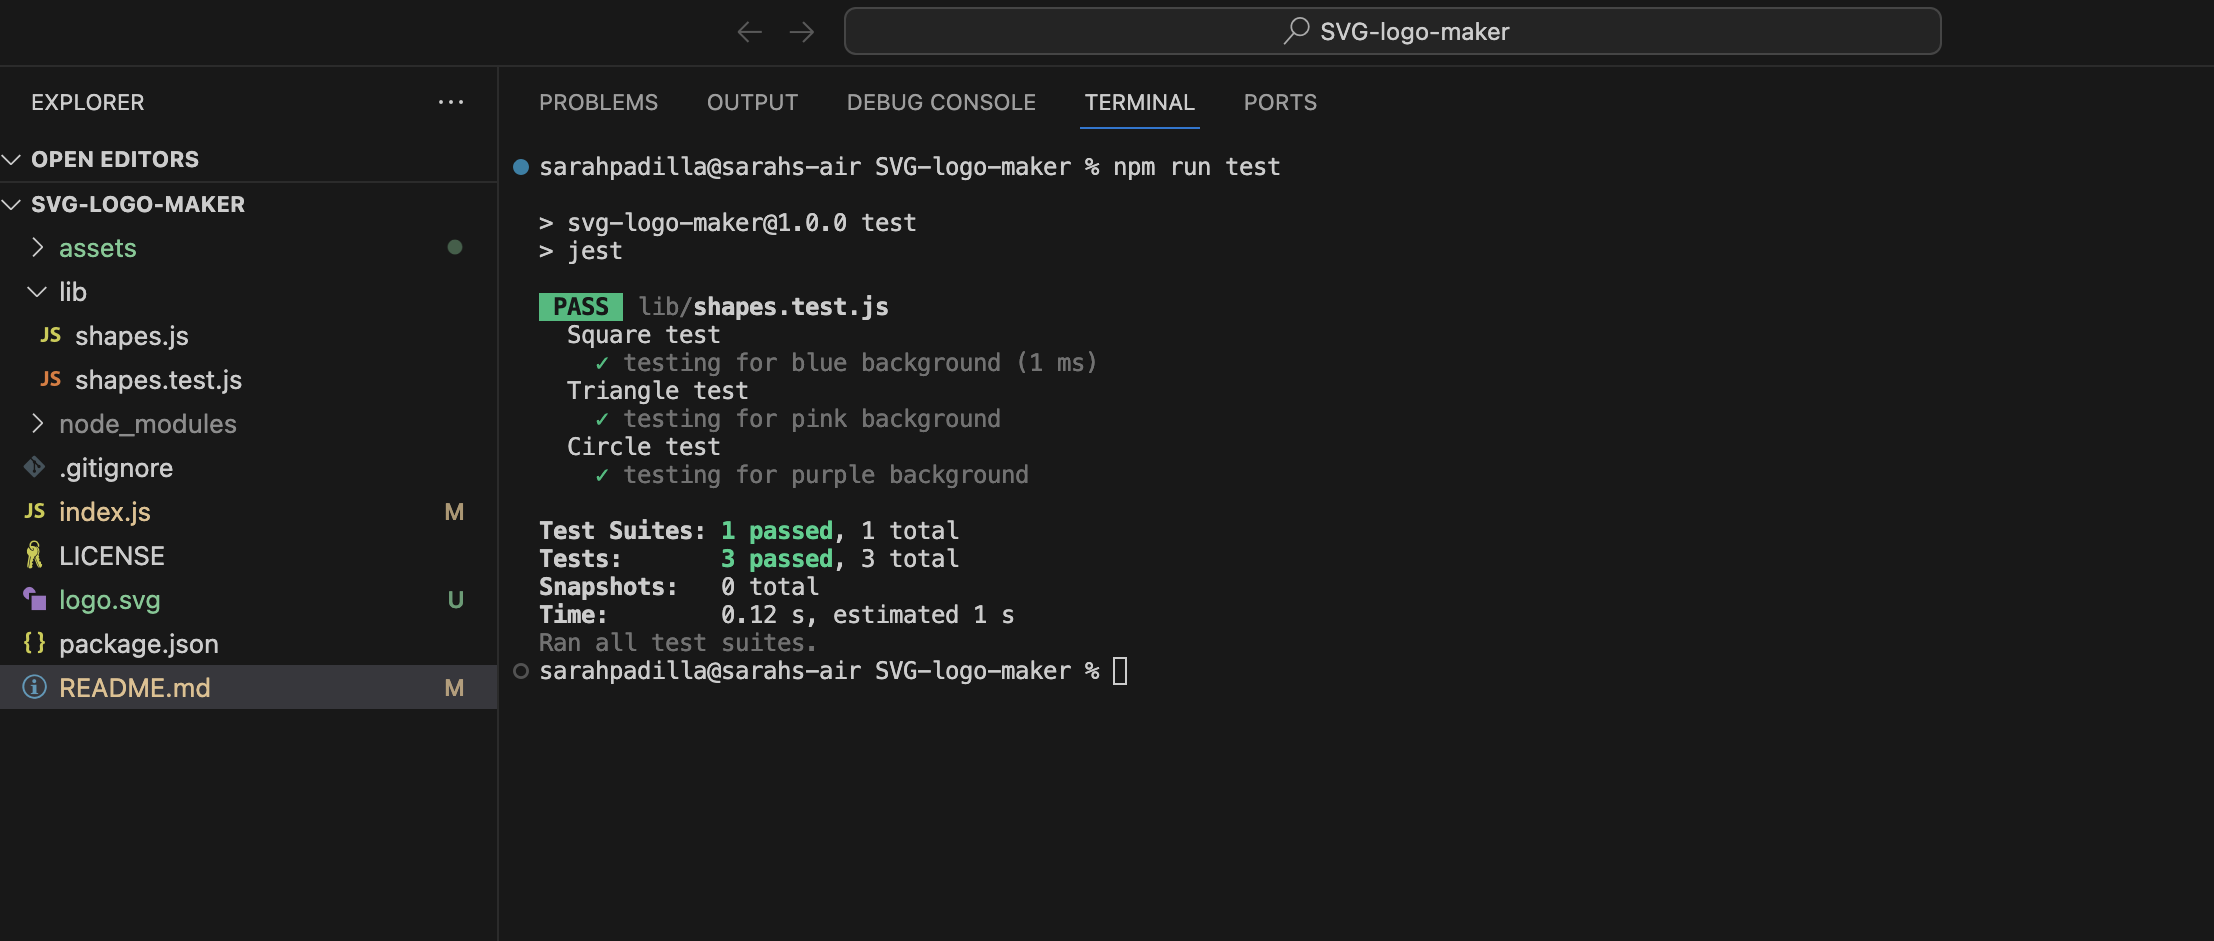 SVG-logo-maker
EXPLORER ...
OPEN EDITORS
SVG-LOGO-MAKER
assets
lib
JS shapes.js
JS shapes.test.js
node_modules
.gitignore
JS index.js M
LICENSE
logo.svg U
{} package.json
README.md M
PROBLEMS OUTPUT DEBUG CONSOLE TERMINAL PORTS
sarahpadilla@sarahs-air SVG-logo-maker % npm run test
> svg-logo-maker@1.0.0 test
> jest
PASS lib/shapes.test.js
Square test
✓ testing for blue background (1 ms)
Triangle test
✓ testing for pink background
Circle test
✓ testing for purple background
Test Suites: 1 passed, 1 total
Tests: 3 passed, 3 total
Snapshots: 0 total
Time: 0.12 s, estimated 1 s
Ran all test suites.
sarahpadilla@sarahs-air SVG-logo-maker %